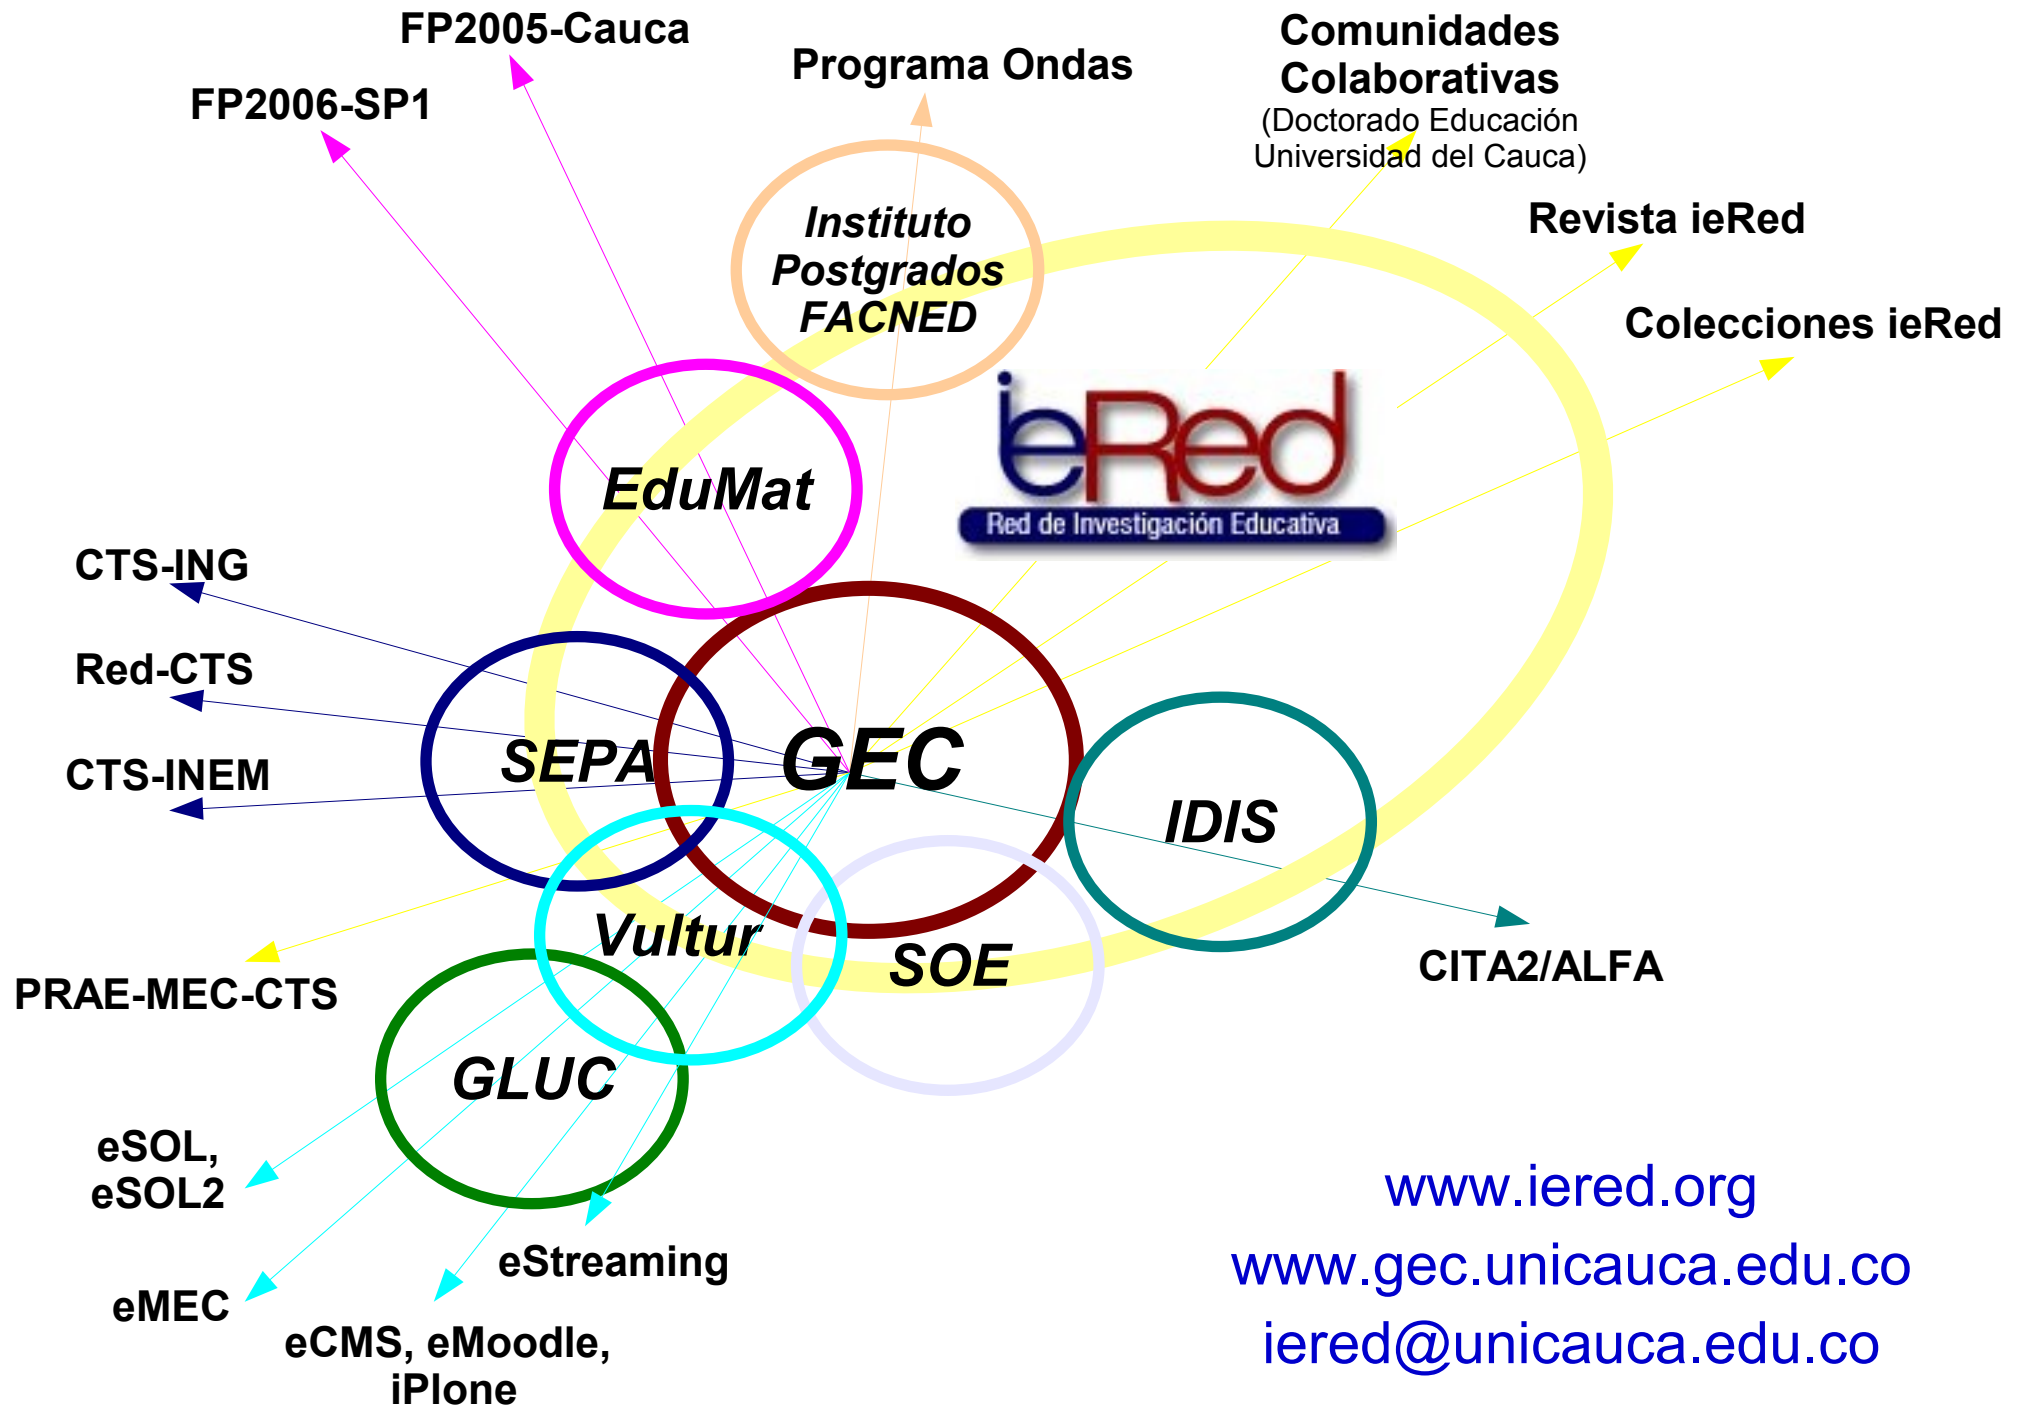 FP2005-Cauca
FP2006-SP1
Programa Ondas
Comunidades
Colaborativas
(Doctorado Educación
Universidad del Cauca)
Revista ieRed
Colecciones ieRed
Instituto
Postgrados
FACNED
ieRed
Red de Investigación Educativa
EduMat
CTS-ING
Red-CTS
CTS-INEM
SEPA
GEC
IDIS
Vultur
SOE
CITA2/ALFA
PRAE-MEC-CTS
GLUC
eSOL,
eSOL2
eMEC
eStreaming
eCMS, eMoodle,
iPlone
www.iered.org
www.gec.unicauca.edu.co
iered@unicauca.edu.co